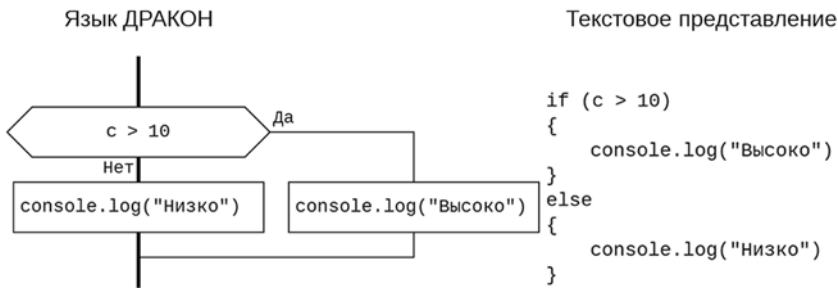 Язык ДРАКОН
Текстовое представление
c > 10
Да
Нет
console.log("Низко")
console.log("Высоко")
if (c > 10)
{
    console.log("Высоко")
}
else
{
    console.log("Низко")
}